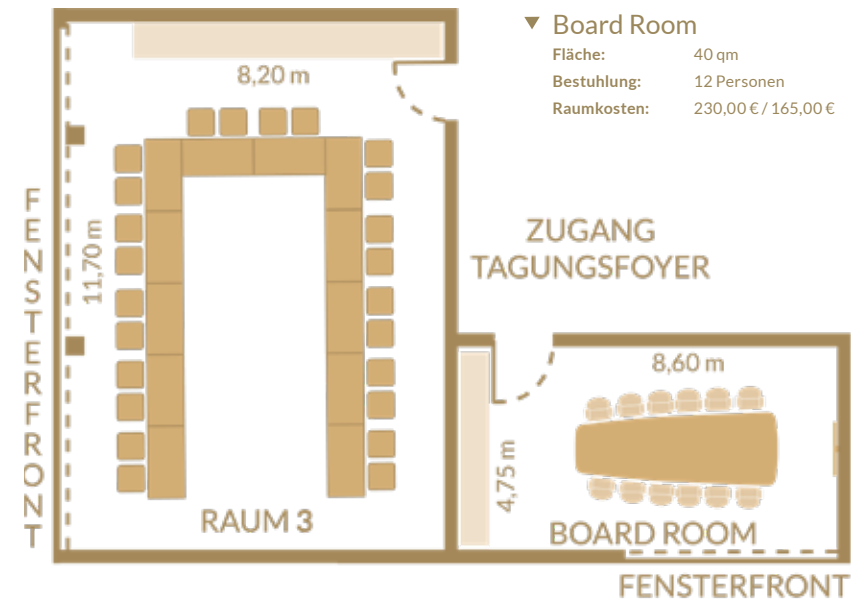 Board Room
Fläche: 40 qm
Bestuhlung: 12 Personen
Raumkosten: 230,00 € / 165,00 €
8,20 m
11,70 m
FENSTERFRONT
RAUM 3
ZUGANG
TAGUNGSFOYER
8,60 m
4,75 m
BOARD ROOM
FENSTERFRONT